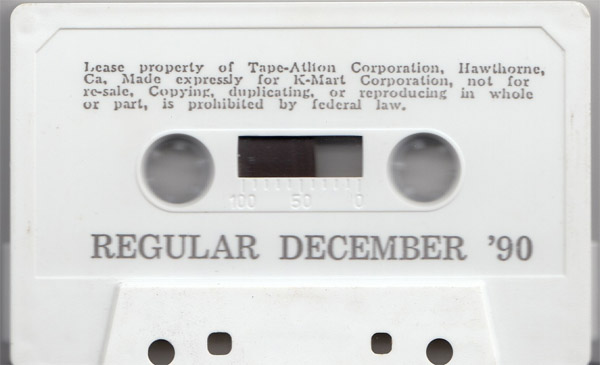 Lease property of Tape-Athon Corporation, Hawthorne,
Ca. Made expressly for K-Mart Corporation, not for
re-sale. Copying, duplicating, or reproducing in whole
or part, is prohibited by federal law.
100 50 0
REGULAR DECEMBER '90